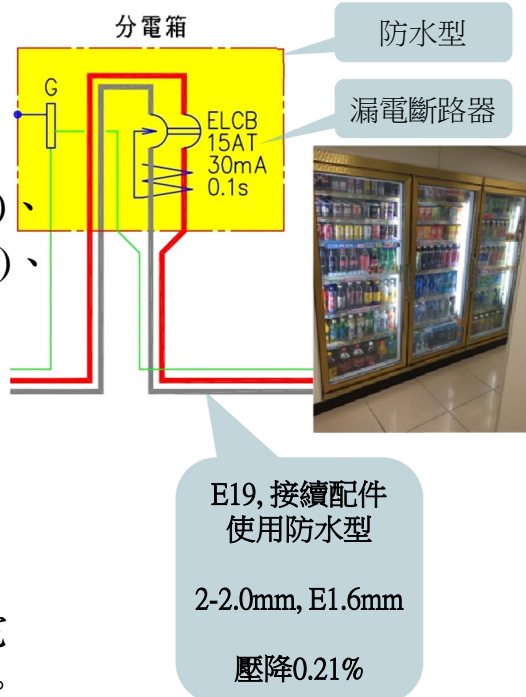 分電箱
防水型
G
漏電斷路器
ELCB
15AT
30mA
0.1s
)、
)、
E19, 接續配件
使用防水型
2-2.0mm, E1.6mm
壓降0.21%
。